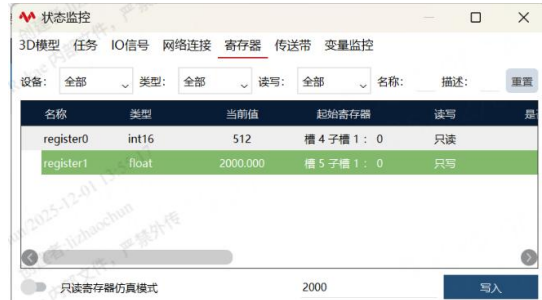 状态监控
3D模型 任务 IO信号 网络连接 寄存器 传送带 变量监控
设备: 全部 类型: 全部 读写: 全部 名称: 描述: 重置
名称 类型 当前值 起始寄存器 读写 是
register0 int16 512 槽 4 子槽 1： 0 只读
register1 float 2000.000 槽 5 子槽 1： 0 只写
只读寄存器仿真模式 2000 写入